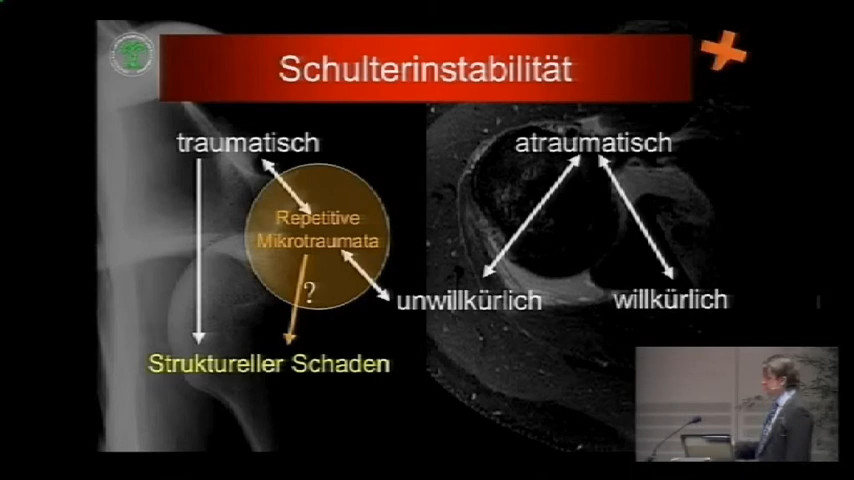 Schulterinstabilität
traumatisch
atraumatisch
Repetitive
Mikrotraumata
?
unwillkürlich
willkürlich
Struktureller Schaden